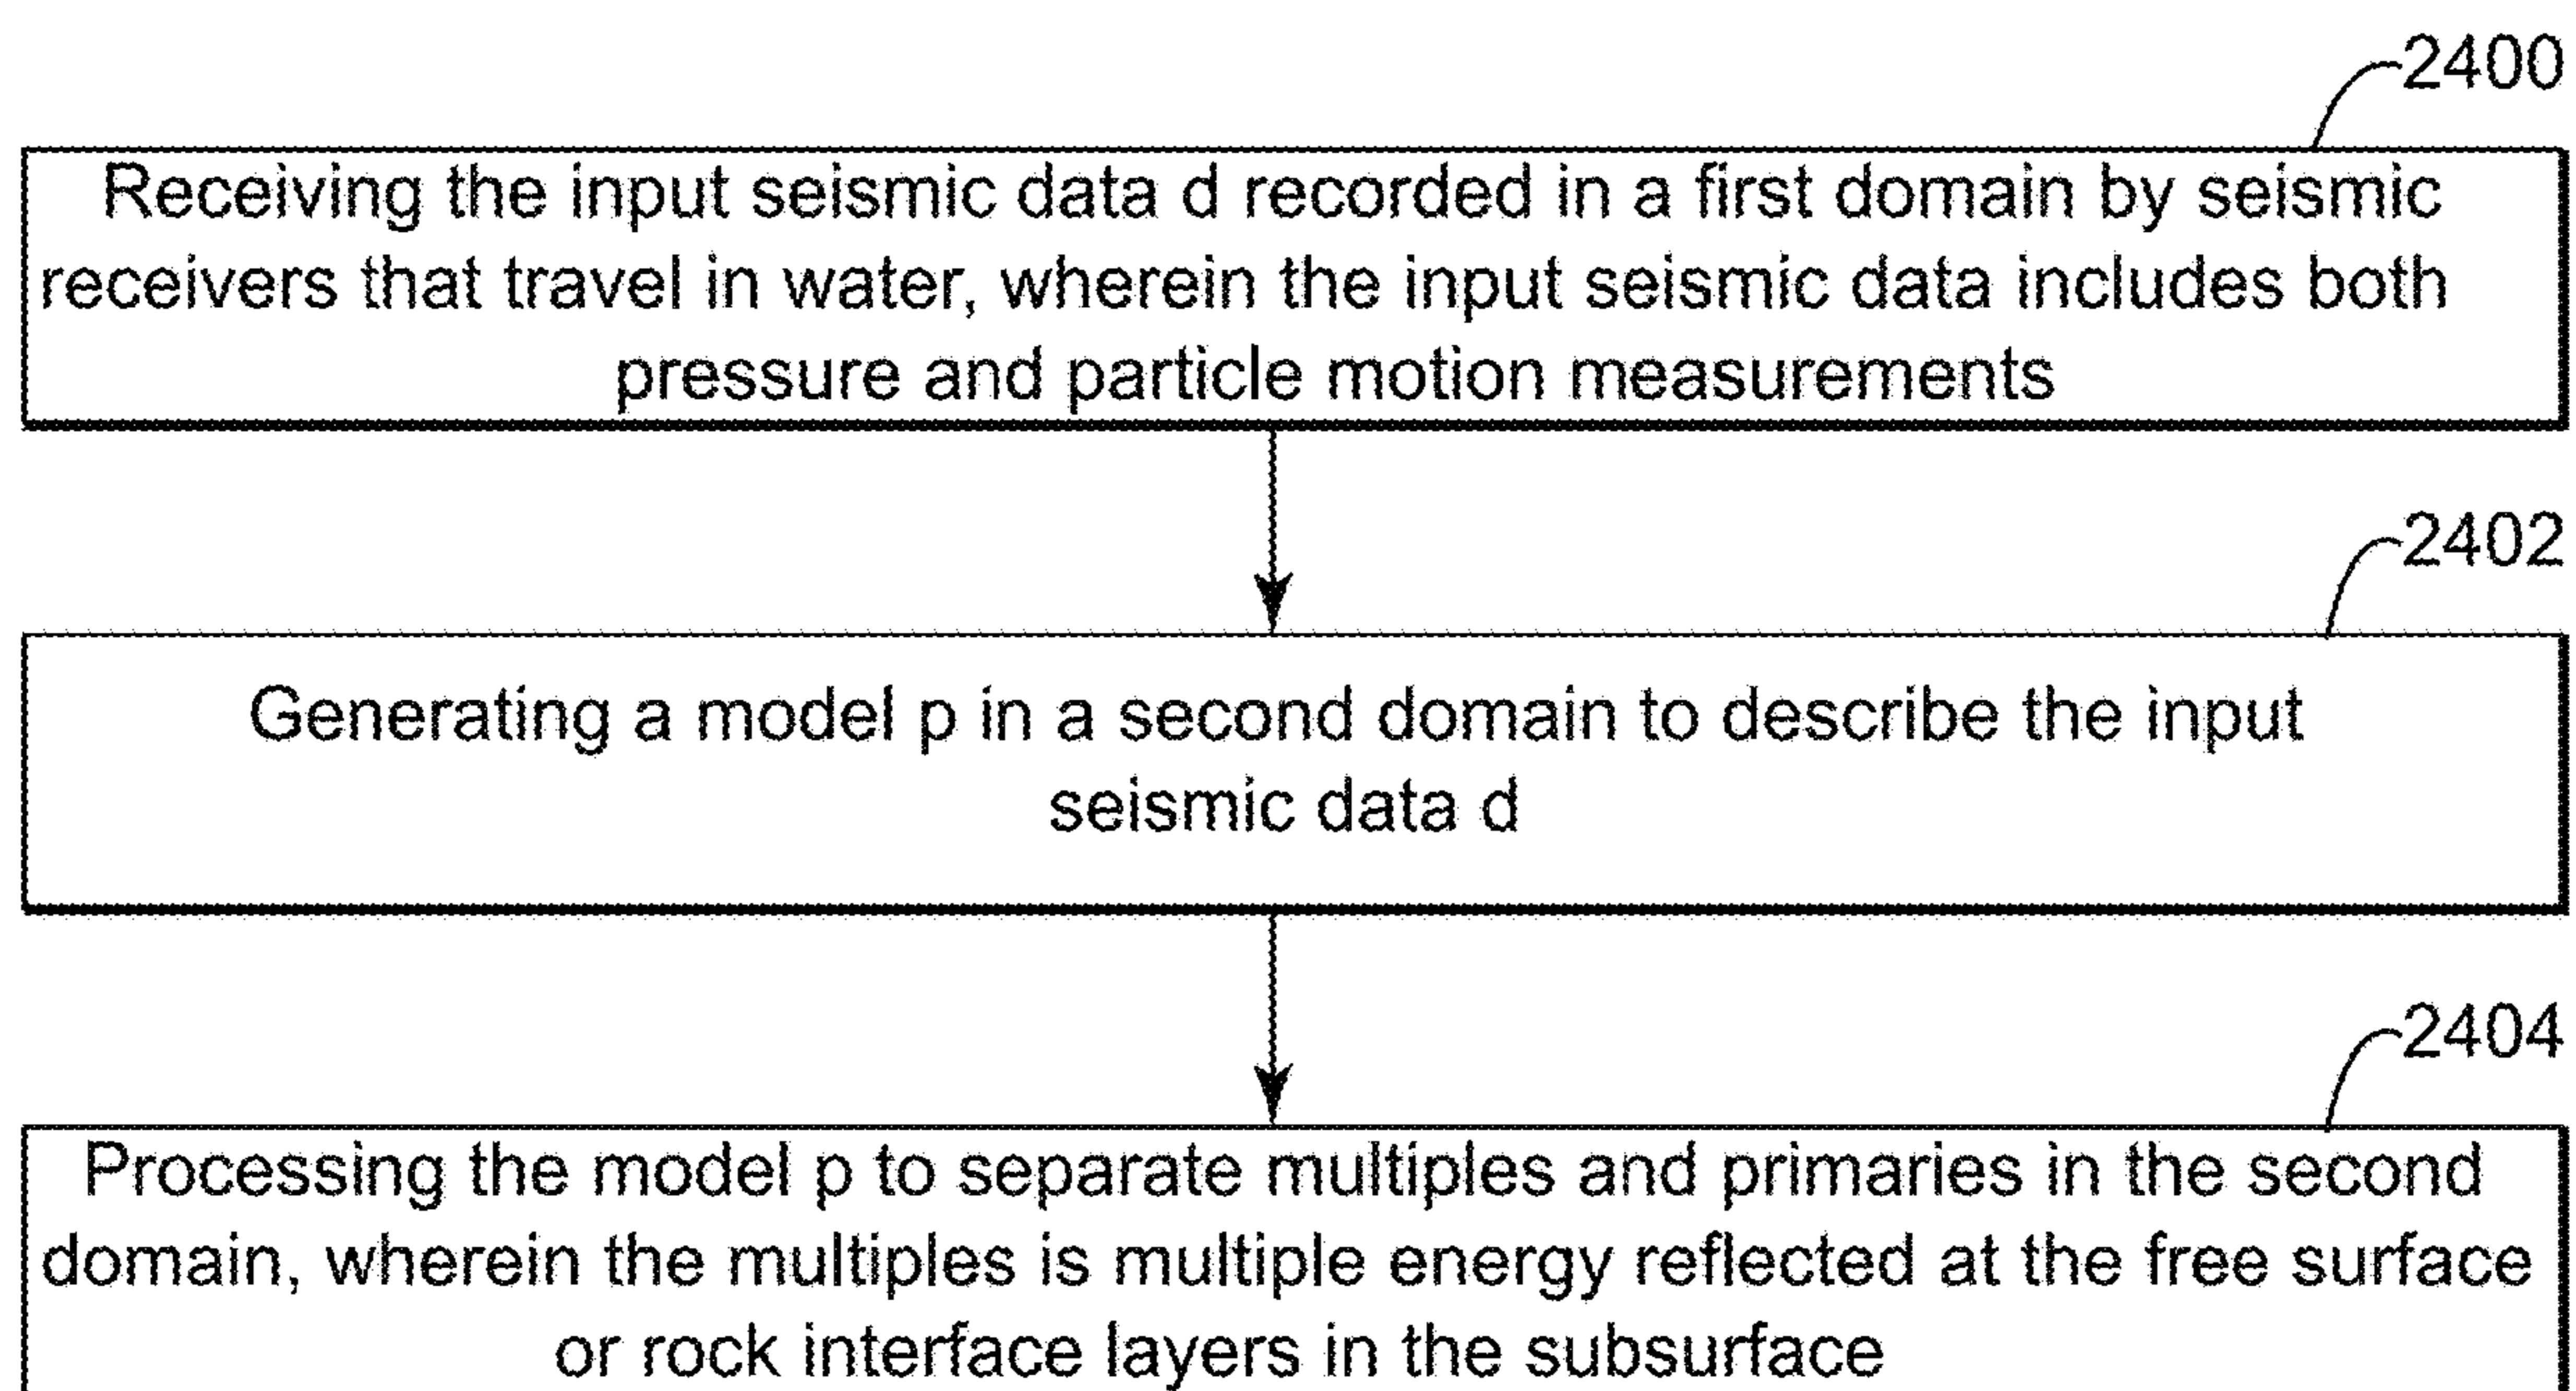 2400
Receiving the input seismic data d recorded in a first domain by seismic
receivers that travel in water, wherein the input seismic data includes both
pressure and particle motion measurements
2402
Generating a model p in a second domain to describe the input
seismic data d
2404
Processing the model p to separate multiples and primaries in the second
domain, wherein the multiples is multiple energy reflected at the free surface
or rock interface layers in the subsurface